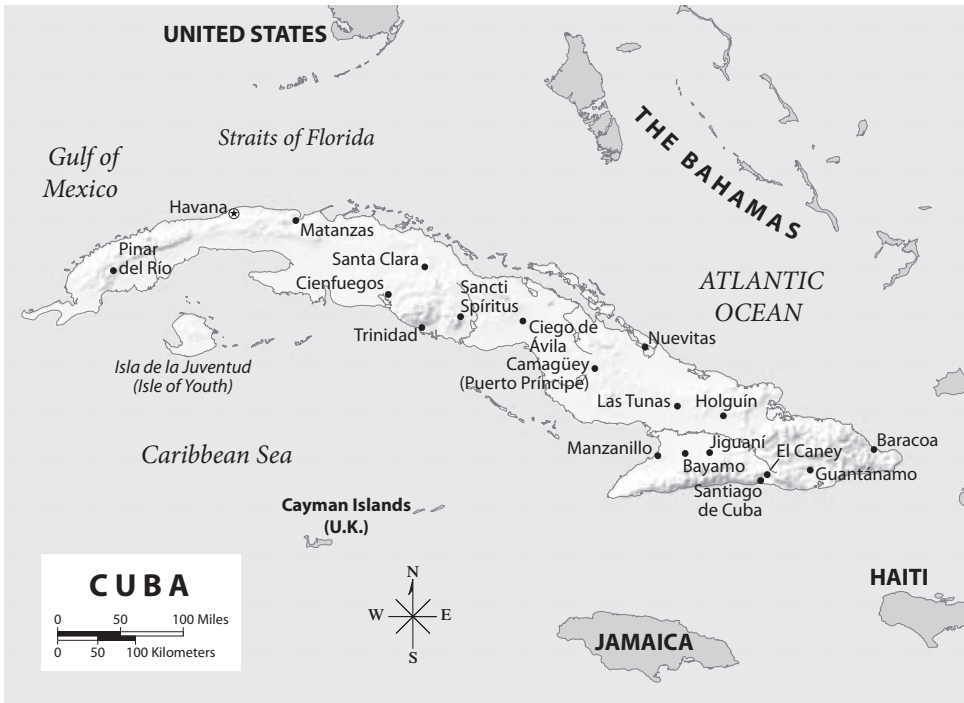 UNITED STATES
Straits of Florida
Gulf of
Mexico
THE BAHAMAS
Havana
Matanzas
Pinar
del Río
Santa Clara
Cienfuegos
Sancti
Spíritus
Trinidad
Ciego de
Ávila
ATLANTIC
OCEAN
Nuevitas
Camagüey
(Puerto Príncipe)
Isla de la Juventud
(Isle of Youth)
Las Tunas
Holguín
Caribbean Sea
Manzanillo
Jiguaní
Bayamo
El Caney
Baracoa
Guantánamo
Santiago
de Cuba
Cayman Islands
(U.K.)
CUBA
0 50 100 Miles
0 50 100 Kilometers
N
W E
S
JAMAICA
HAITI